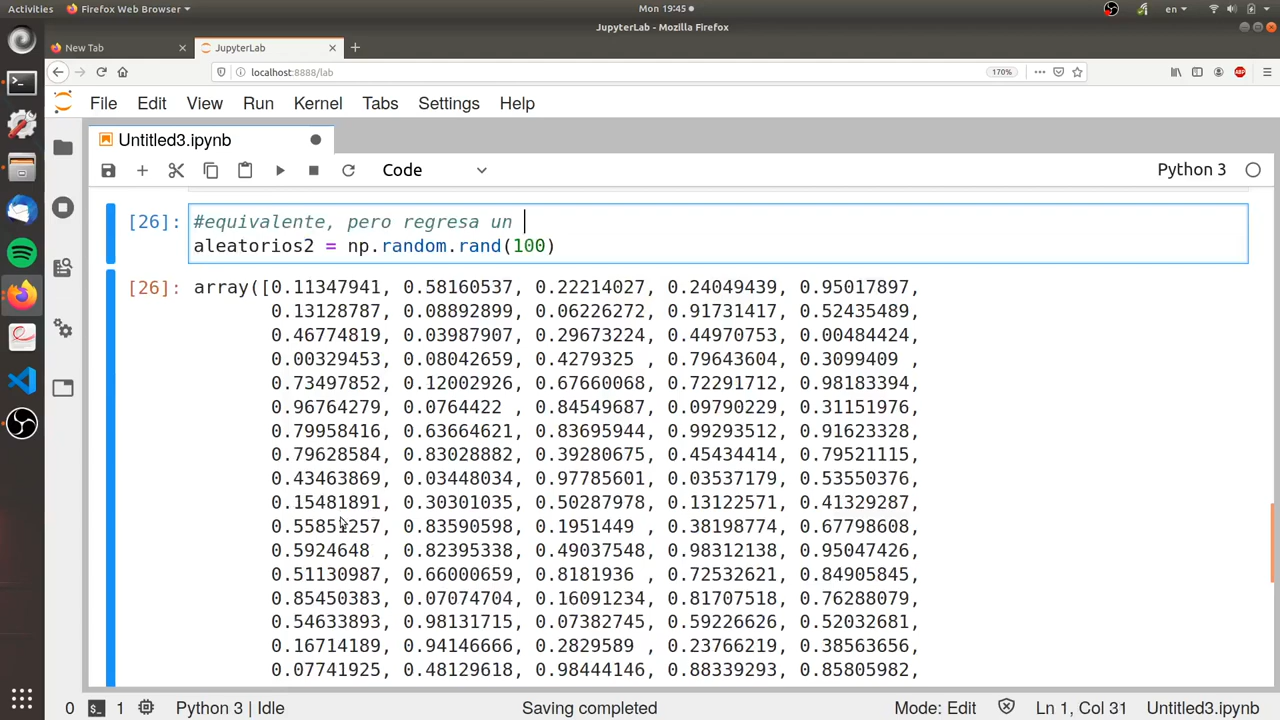 Activities Firefox Web Browser Mon 19:45 en
JupyterLab - Mozilla Firefox
New Tab JupyterLab
localhost:8888/lab 170% ABP
File Edit View Run Kernel Tabs Settings Help
Untitled3.ipynb
Code Python 3
[26]: #equivalente, pero regresa un
aleatorios2 = np.random.rand(100)
[26]: array([0.11347941, 0.58160537, 0.22214027, 0.24049439, 0.95017897,
0.13128787, 0.08892899, 0.06226272, 0.91731417, 0.52435489,
0.46774819, 0.03987907, 0.29673224, 0.44970753, 0.00484424,
0.00329453, 0.08042659, 0.4279325 , 0.79643604, 0.3099409 ,
0.73497852, 0.12002926, 0.67660068, 0.72291712, 0.98183394,
0.96764279, 0.0764422 , 0.84549687, 0.09790229, 0.31151976,
0.79958416, 0.63664621, 0.83695944, 0.99293512, 0.91623328,
0.79628584, 0.83028882, 0.39280675, 0.45434414, 0.79521115,
0.43463869, 0.03448034, 0.97785601, 0.03537179, 0.53550376,
0.15481891, 0.30301035, 0.50287978, 0.13122571, 0.41329287,
0.55851257, 0.83590598, 0.1951449 , 0.38198774, 0.67798608,
0.5924648 , 0.82395338, 0.49037548, 0.98312138, 0.95047426,
0.51130987, 0.66000659, 0.8181936 , 0.72532621, 0.84905845,
0.85450383, 0.07074704, 0.16091234, 0.81707518, 0.76288079,
0.54633893, 0.98131715, 0.07382745, 0.59226626, 0.52032681,
0.16714189, 0.94146666, 0.2829589 , 0.23766219, 0.38563656,
0.07741925, 0.48129618, 0.98444146, 0.88339293, 0.85805982,
0 $_ 1 Python 3 | Idle Saving completed Mode: Edit Ln 1, Col 31 Untitled3.ipynb